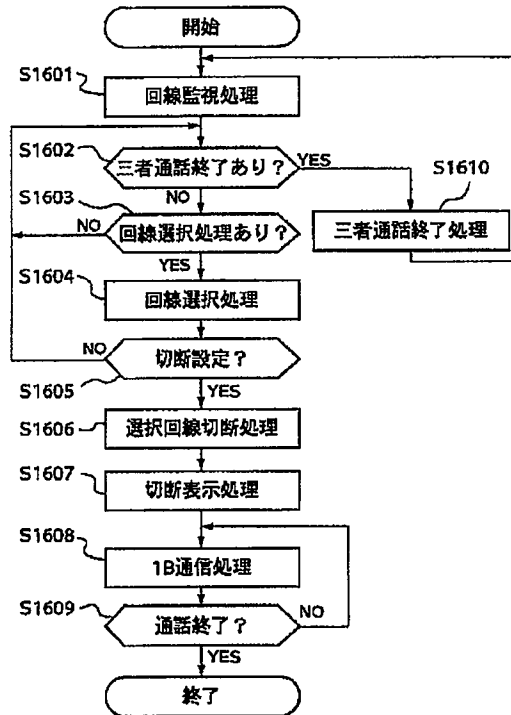 開始
S1601
回線監視処理
S1602
三者通話終了あり?
YES
S1610
三者通話終了処理
NO
S1603
NO
回線選択処理あり?
YES
S1604
回線選択処理
NO
切断設定?
S1605
YES
S1606
選択回線切断処理
S1607
切断表示処理
S1608
1B通信処理
S1609
通話終了?
NO
YES
終了